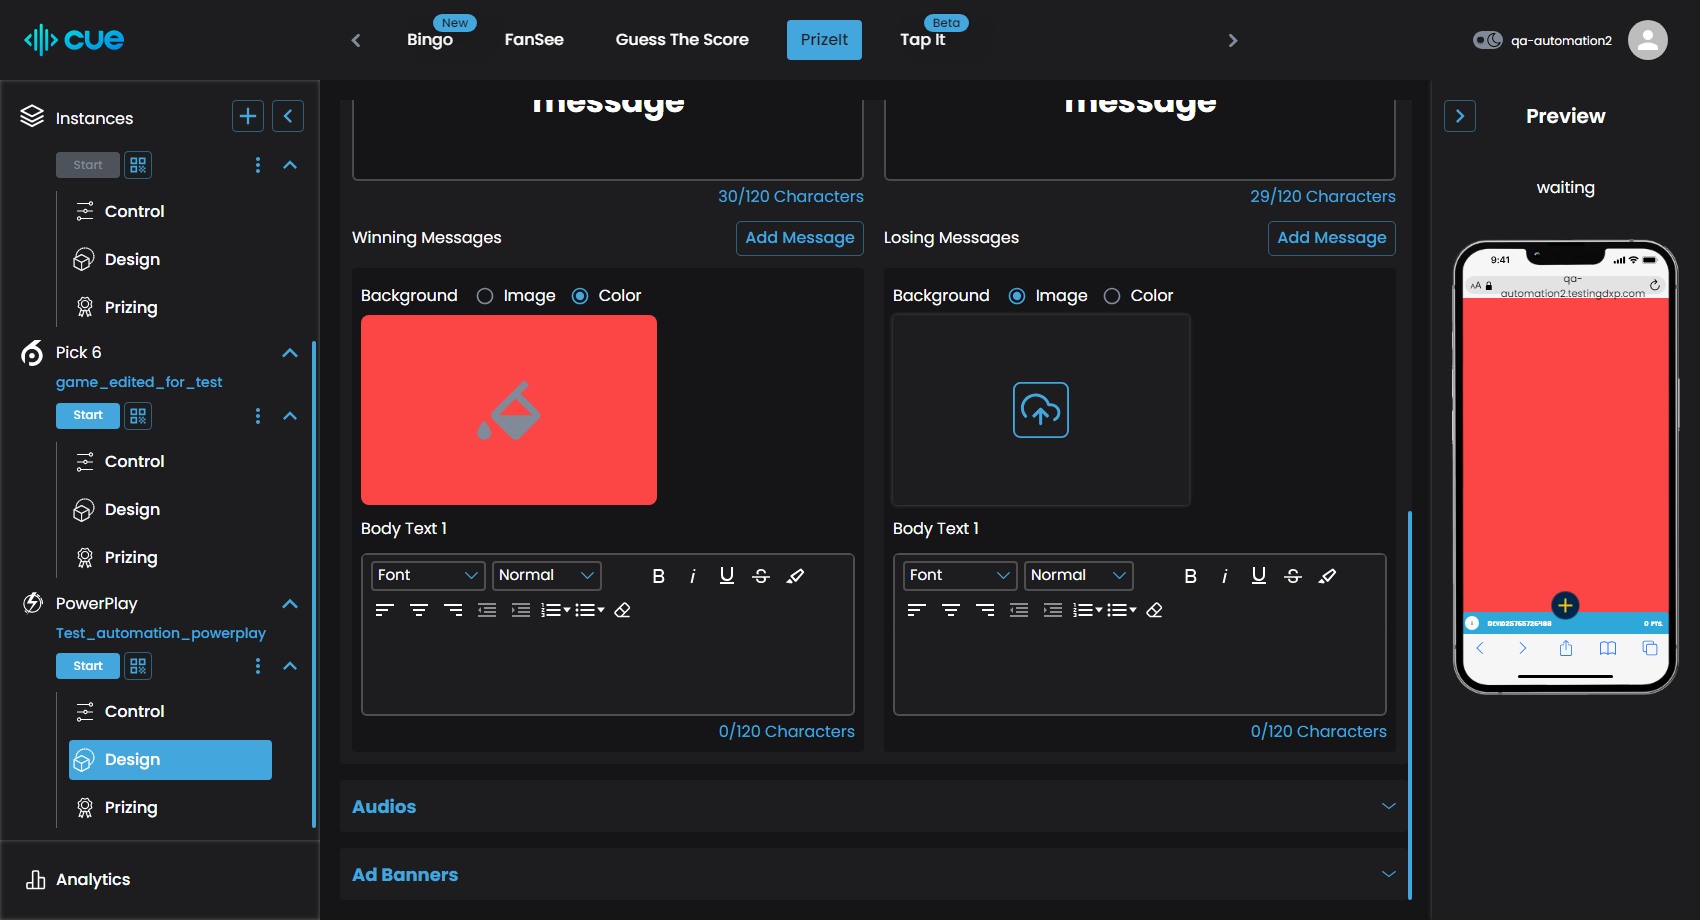 cue
New
Bingo
FanSee
Guess The Score
PrizeIt
Beta
Tap It
qa-automation2
Instances
Start
Control
Design
Prizing
Pick 6
game_edited_for_test
Start
Control
Design
Prizing
PowerPlay
Test_automation_powerplay
Start
Control
Design
Prizing
Analytics
message
30/120 Characters
message
29/120 Characters
Winning Messages
Add Message
Losing Messages
Add Message
Background
Image
Color
Body Text 1
Font
Normal
B
i
U
S
0/120 Characters
Background
Image
Color
Body Text 1
Font
Normal
B
i
U
S
0/120 Characters
Audios
Ad Banners
Preview
waiting
9:41
AA
qa-
automation2.testingdxp.com
0 PTS.